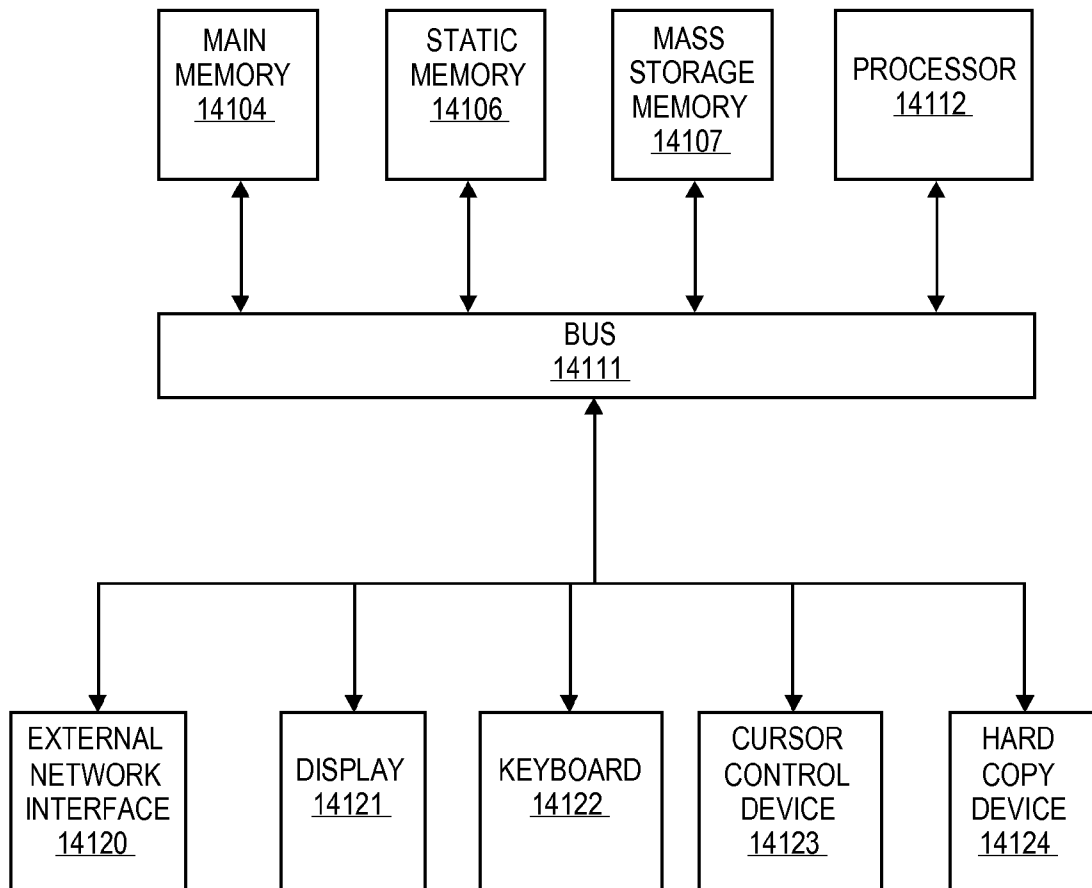 MAIN
MEMORY
14104
STATIC
MEMORY
14106
MASS
STORAGE
MEMORY
14107
PROCESSOR
14112
BUS
14111
EXTERNAL
NETWORK
INTERFACE
14120
DISPLAY
14121
KEYBOARD
14122
CURSOR
CONTROL
DEVICE
14123
HARD
COPY
DEVICE
14124